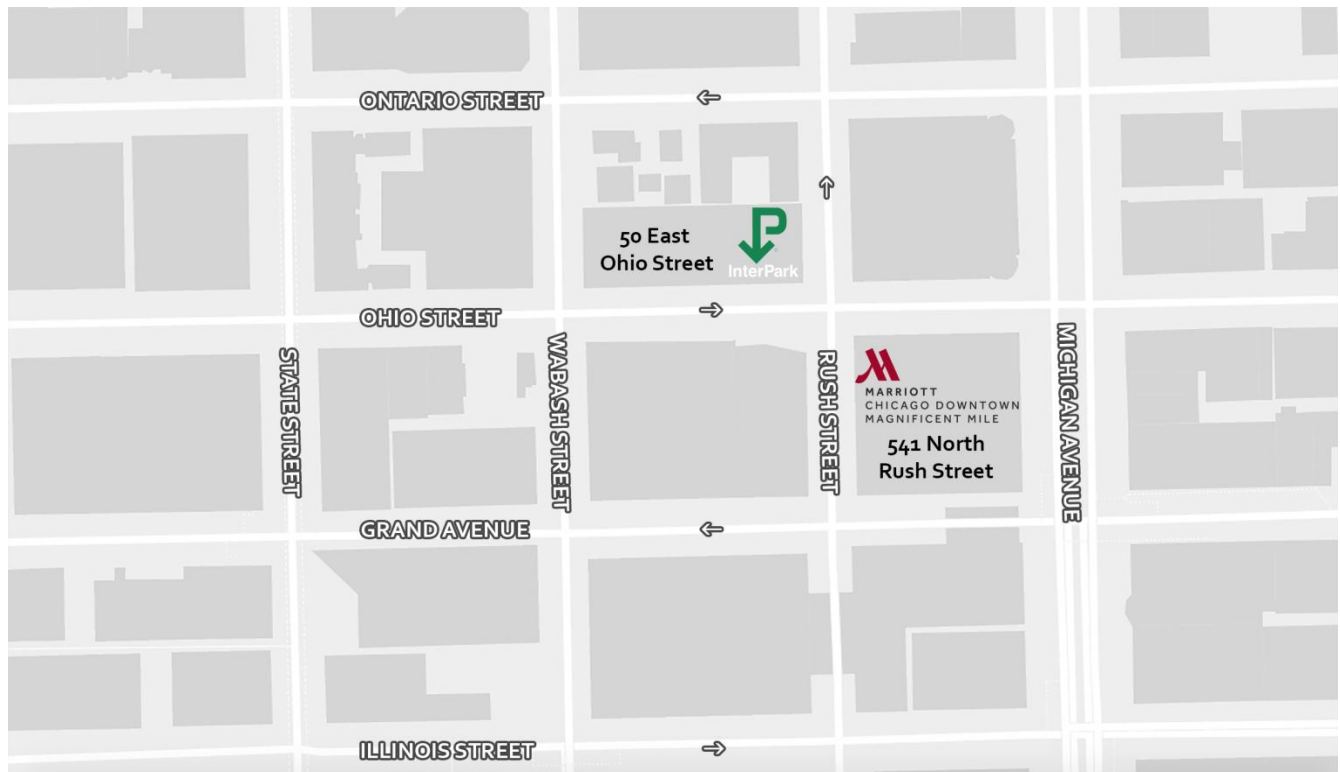 ONTARIO STREET
←
↑
50 East
Ohio Street
P
InterPark
OHIO STREET
→
STATE STREET
WABASH STREET
RUSH STREET
MICHIGAN AVENUE
MARRIOTT
CHICAGO DOWNTOWN
MAGNIFICENT MILE
541 North
Rush Street
GRAND AVENUE
←
ILLINOIS STREET
→